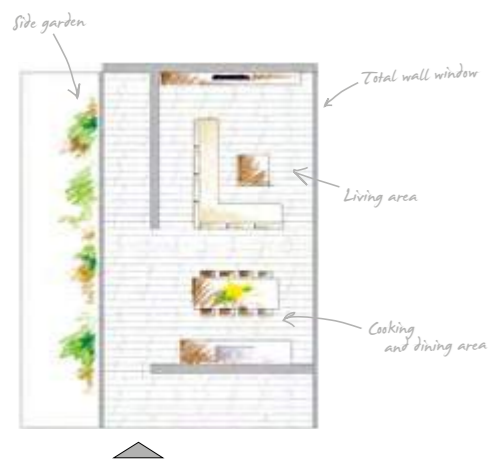 Side garden
Total wall window
Living area
Cooking
and dining area